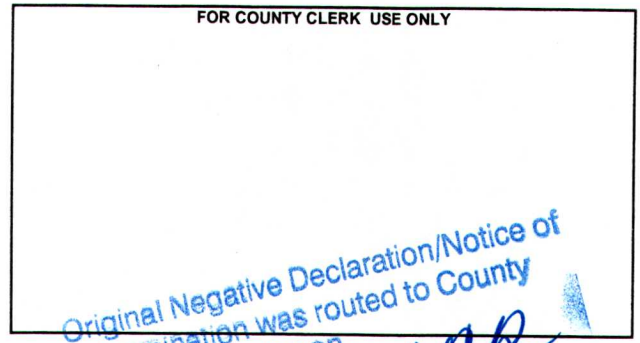 FOR COUNTY CLERK USE ONLY
Original Negative Declaration/Notice of
was routed to County